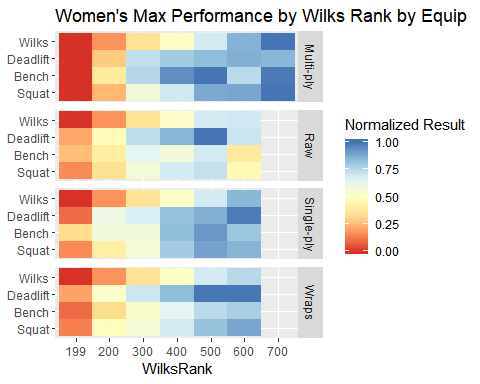 Women's Max Performance by Wilks Rank by Equip
Wilks
Deadlift
Bench
Squat
Multi-ply
Wilks
Deadlift
Bench
Squat
Raw
Wilks
Deadlift
Bench
Squat
Single-ply
Wilks
Deadlift
Bench
Squat
Wraps
199 200 300 400 500 600 700
WilksRank
Normalized Result
1.00
0.75
0.50
0.25
0.00